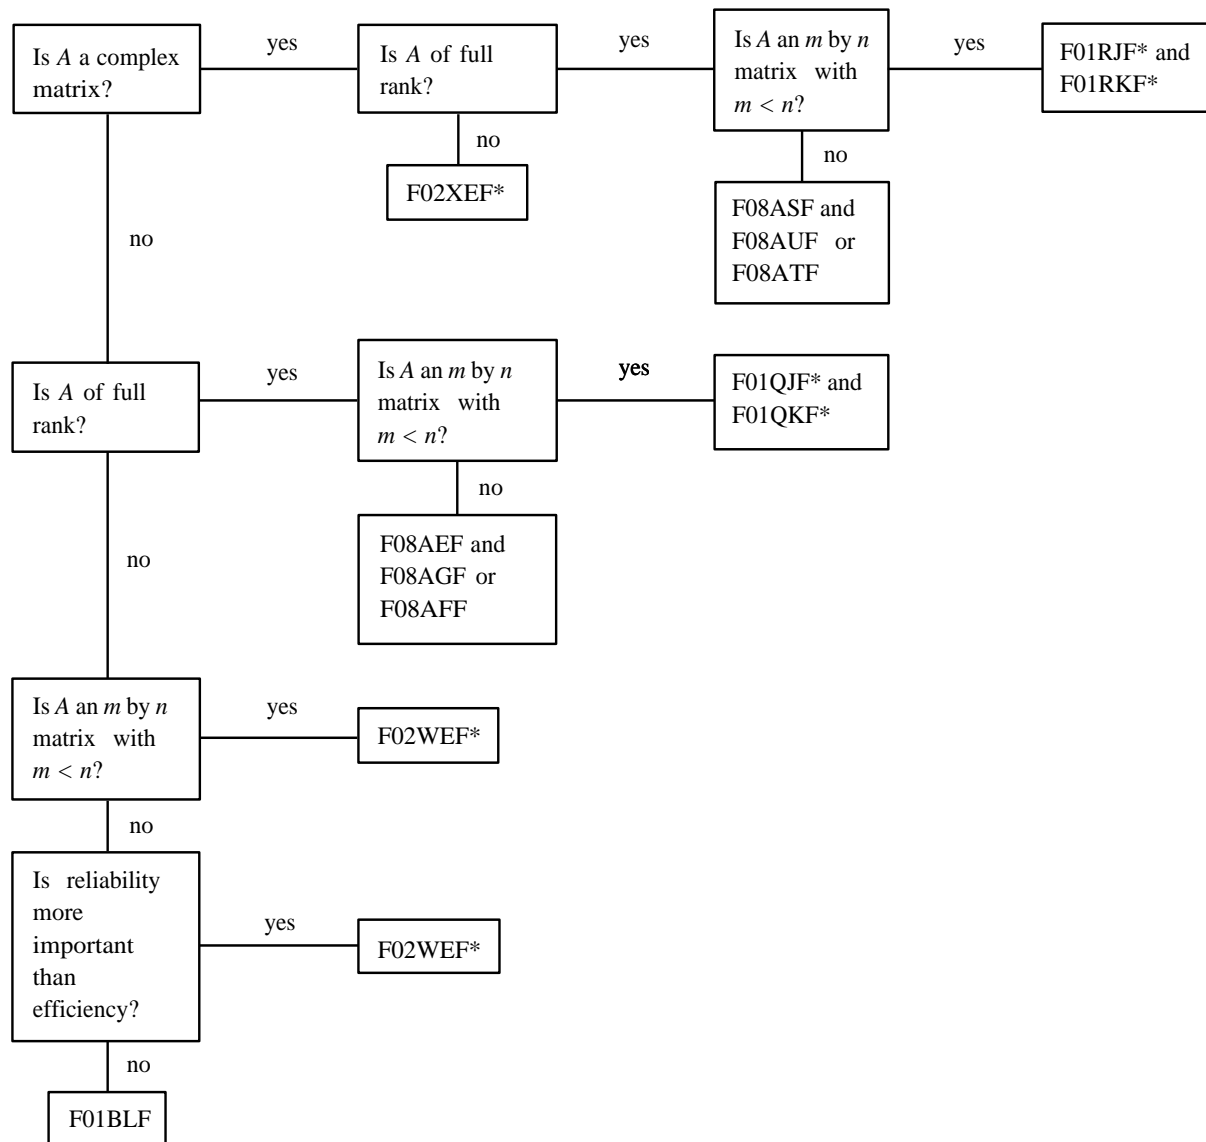 Is A a complex
matrix?
yes
Is A of full
rank?
yes
Is A an m by n
matrix with
m < n?
yes
F01RJF* and
F01RKF*
no
F02XEF*
no
F08ASF and
F08AUF or
F08ATF
no
Is A of full
rank?
yes
Is A an m by n
matrix with
m < n?
yes
F01QJF* and
F01QKF*
no
F08AEF and
F08AGF or
F08AFF
no
Is A an m by n
matrix with
m < n?
yes
F02WEF*
no
Is reliability
more
important
than
efficiency?
yes
F02WEF*
no
F01BLF